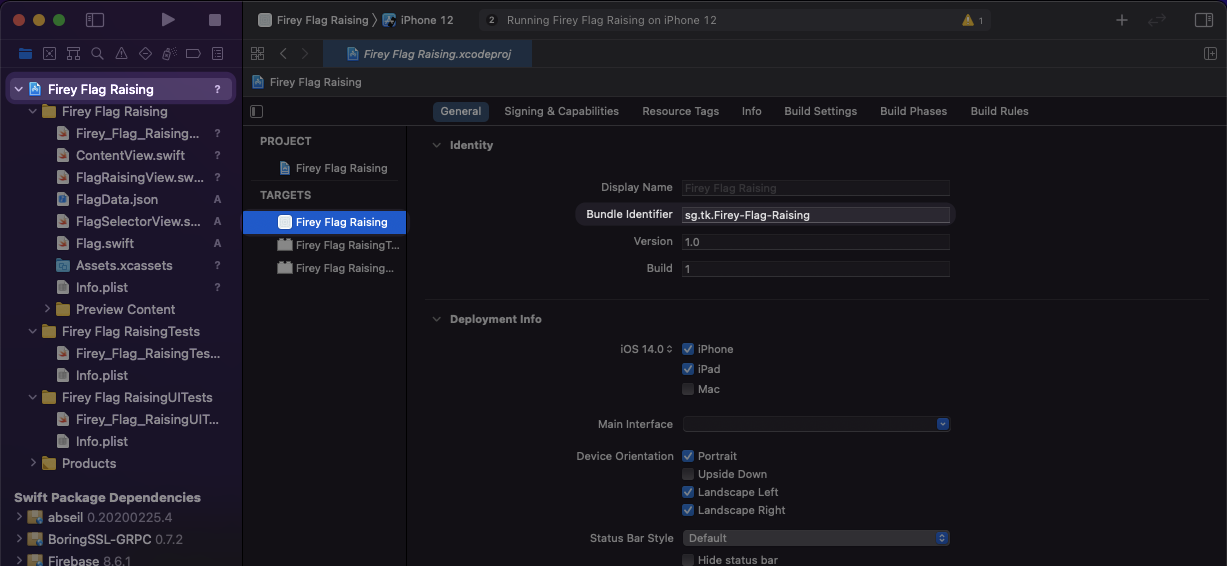 Firey Flag Raising
iPhone 12
2 Running Firey Flag Raising on iPhone 12
1
Firey Flag Raising.xcodeproj
Firey Flag Raising ?
Firey Flag Raising
Firey_Flag_Raising... ?
ContentView.swift ?
FlagRaisingView.sw... ?
FlagData.json A
FlagSelectorView.s... A
Flag.swift A
Assets.xcassets ?
Info.plist ?
Preview Content
Firey Flag RaisingTests
Firey_Flag_RaisingTes...
Info.plist
Firey Flag RaisingUITests
Firey_Flag_RaisingUIT...
Info.plist
Products
Swift Package Dependencies
abseil 0.20200225.4
BoringSSL-GRPC 0.7.2
Firebase 8.6.1
Firey Flag Raising
General Signing & Capabilities Resource Tags Info Build Settings Build Phases Build Rules
PROJECT
Firey Flag Raising
TARGETS
Firey Flag Raising
Firey Flag RaisingT...
Firey Flag Raising...
Identity
Display Name Firey Flag Raising
Bundle Identifier sg.tk.Firey-Flag-Raising
Version 1.0
Build 1
Deployment Info
iOS 14.0 iPhone
iPad
Mac
Main Interface
Device Orientation Portrait
Upside Down
Landscape Left
Landscape Right
Status Bar Style Default
Hide status bar